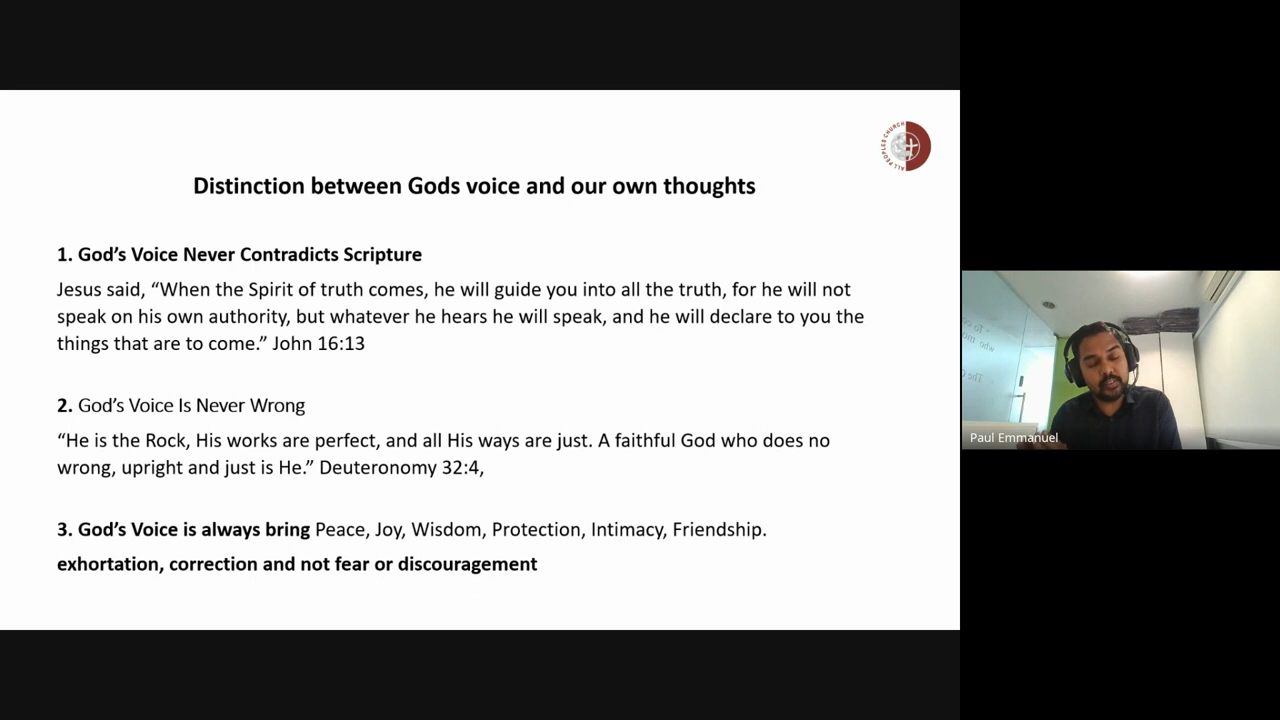 ALL PEOPLES CHURCH
Distinction between Gods voice and our own thoughts
1. God’s Voice Never Contradicts Scripture
Jesus said, “When the Spirit of truth comes, he will guide you into all the truth, for he will not
speak on his own authority, but whatever he hears he will speak, and he will declare to you the
things that are to come.” John 16:13
2. God’s Voice Is Never Wrong
“He is the Rock, His works are perfect, and all His ways are just. A faithful God who does no
wrong, upright and just is He.” Deuteronomy 32:4,
3. God’s Voice is always bring Peace, Joy, Wisdom, Protection, Intimacy, Friendship.
exhortation, correction and not fear or discouragement
Paul Emmanuel